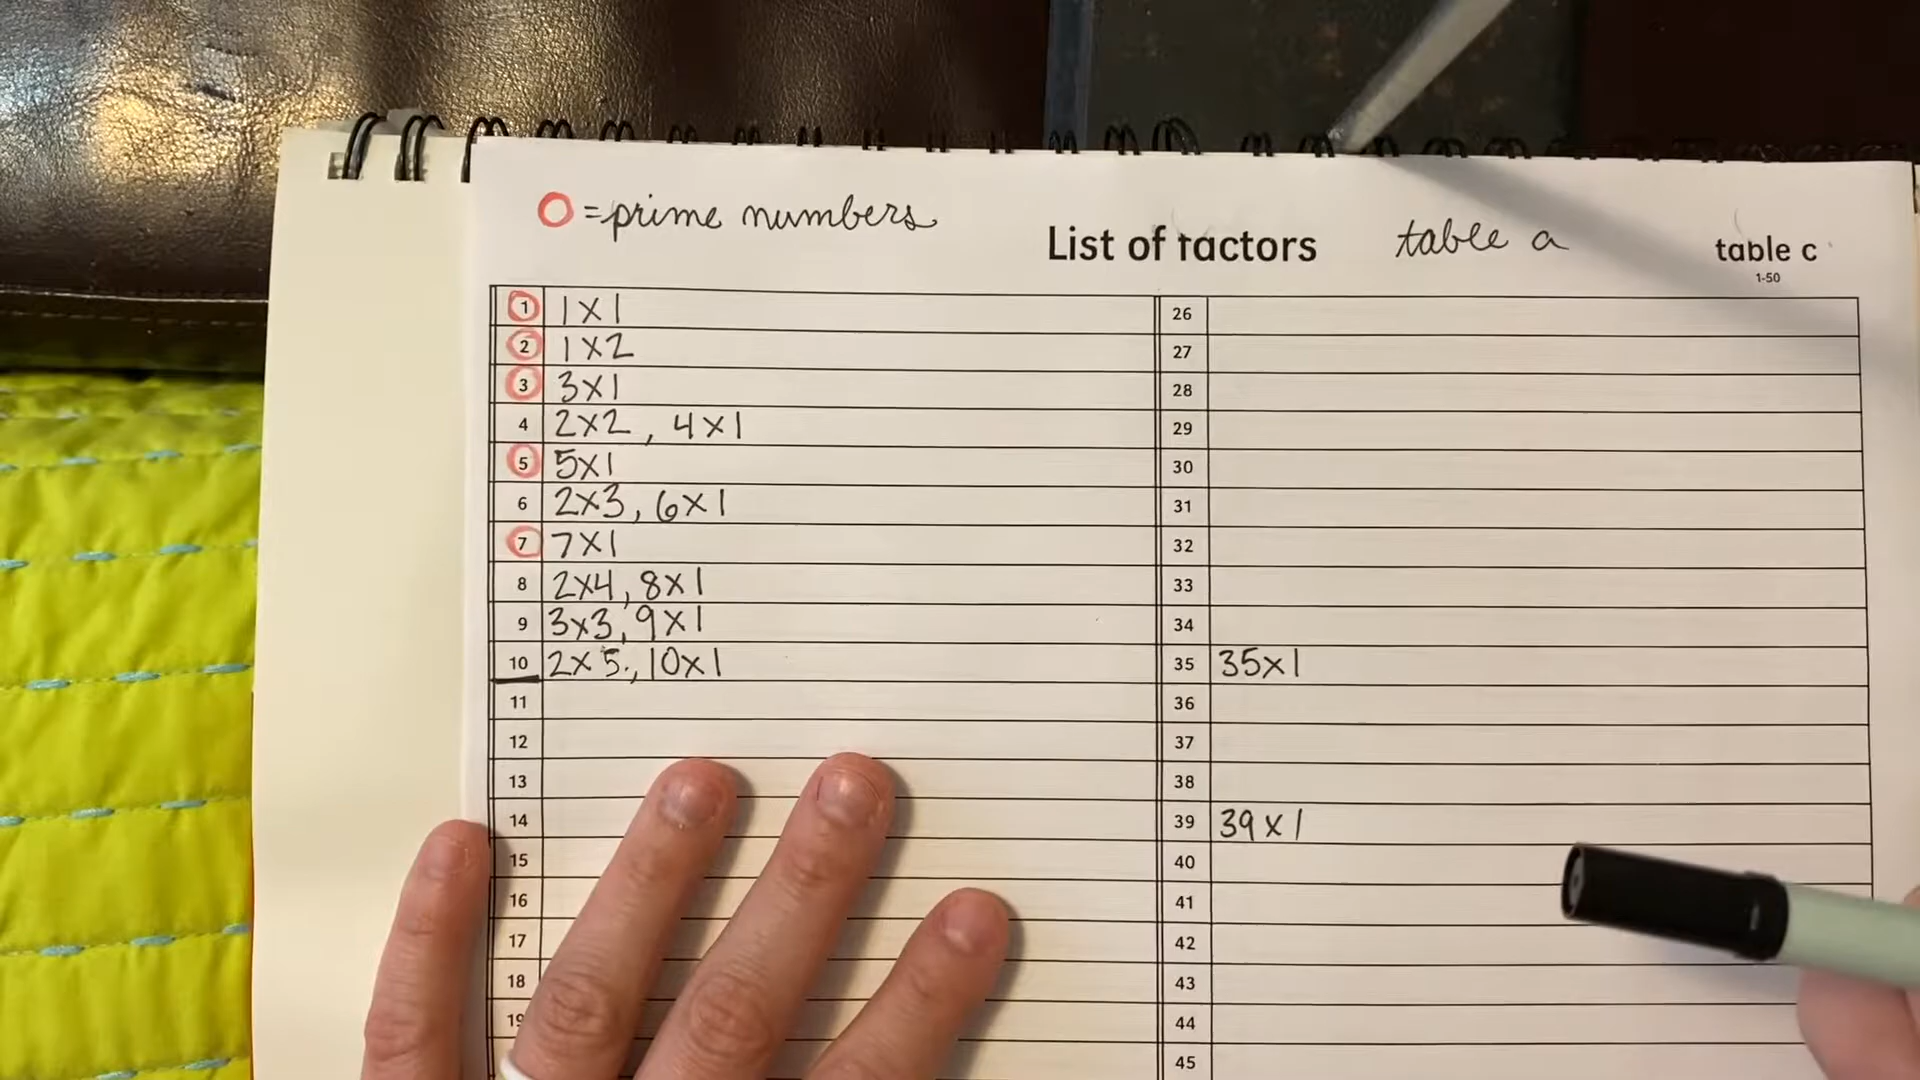 O = prime numbers
List of factors table a table c
1-50
1 1x1
2 1x2
3 3x1
4 2x2, 4x1
5 5x1
6 2x3, 6x1
7 7x1
8 2x4, 8x1
9 3x3, 9x1
10 2x5, 10x1
11
12
13
14
15
16
17
18
19
26
27
28
29
30
31
32
33
34
35 35x1
36
37
38
39 39x1
40
41
42
43
44
45